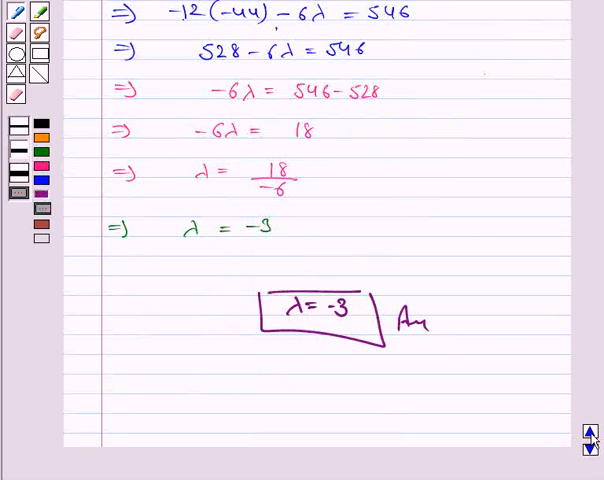 ⇒ -12(-44) - 6λ = 546
⇒ 528 - 6λ = 546
⇒ -6λ = 546 - 528
⇒ -6λ = 18
⇒ λ = 18/-6
⇒ λ = -3
λ = -3 Ans